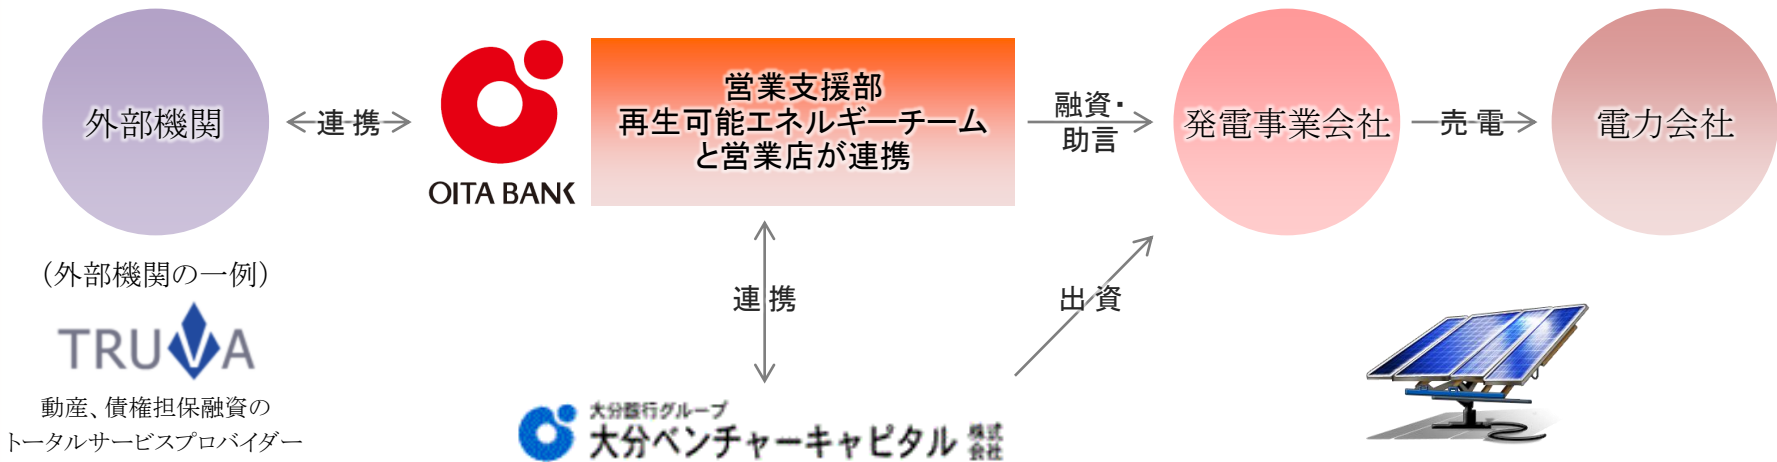 外部機関
連携
OITA BANK
営業支援部
再生可能エネルギーチーム
と営業店が連携
融資・
助言
発電事業会社
売電
電力会社
(外部機関の一例)
TRUVA
動産、債権担保融資の
トータルサービスプロバイダー
連携
出資
大分銀行グループ
大分ベンチャーキャピタル 株式
会社